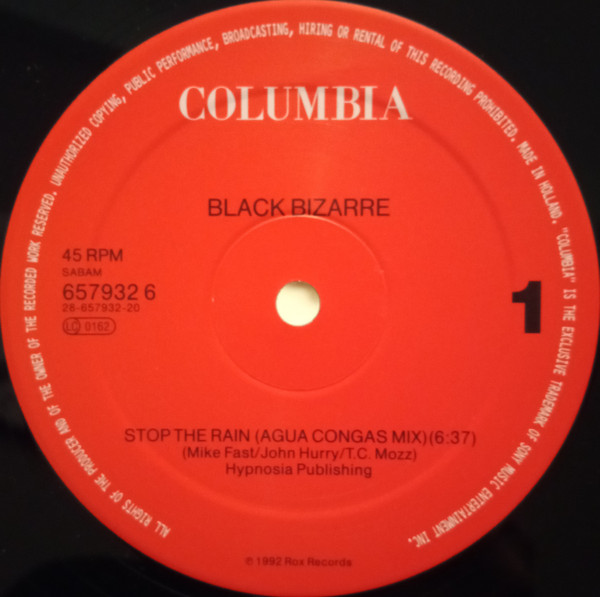 ALL RIGHTS OF THE PRODUCER AND OF THE OWNER OF THE RECORDED WORK RESERVED. UNAUTHORIZED COPYING, PUBLIC PERFORMANCE, BROADCASTING, HIRING OR RENTAL OF THIS RECORDING PROHIBITED. MADE IN HOLLAND. "COLUMBIA" IS THE EXCLUSIVE TRADEMARK OF SONY MUSIC ENTERTAINMENT INC.
COLUMBIA
BLACK BIZARRE
45 RPM
SABAM
657932 6
28-657932-20
LC 0162
1
STOP THE RAIN (AGUA CONGAS MIX)(6:37)
(Mike Fast/John Hurry/T.C. Mozz)
Hypnosia Publishing
℗ 1992 Rox Records